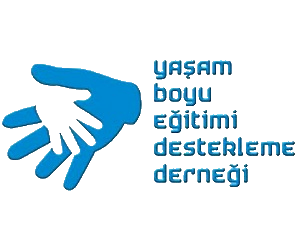 yaşam
boyu
eğitimi
destekleme
derneği